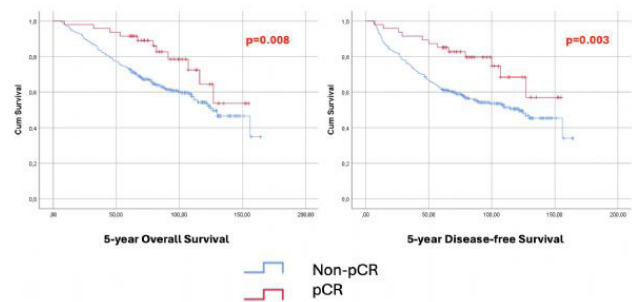 p=0.008
Cum Survival
1,0
0,8
0,6
0,4
0,2
0,0
,00
50,00
100,00
150,00
200,00
5-year Overall Survival
p=0.003
Cum Survival
1,0
0,8
0,6
0,4
0,2
0,0
,00
50,00
100,00
150,00
200,00
5-year Disease-free Survival
Non-pCR
pCR